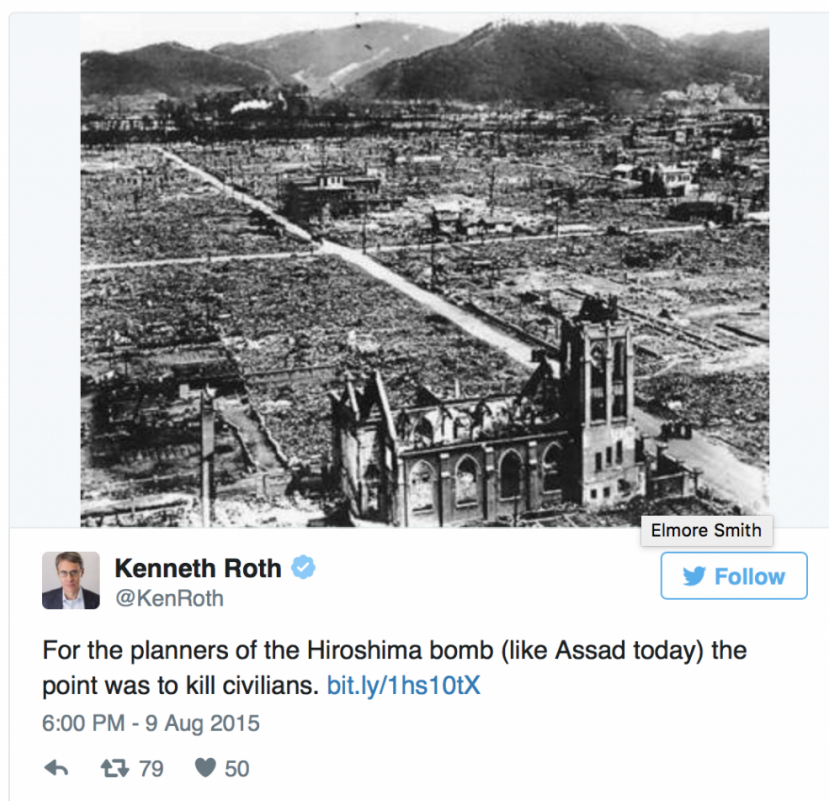 Elmore Smith
Kenneth Roth
@KenRoth
Follow
For the planners of the Hiroshima bomb (like Assad today) the
point was to kill civilians. bit.ly/1hs10tX
6:00 PM - 9 Aug 2015
79 50